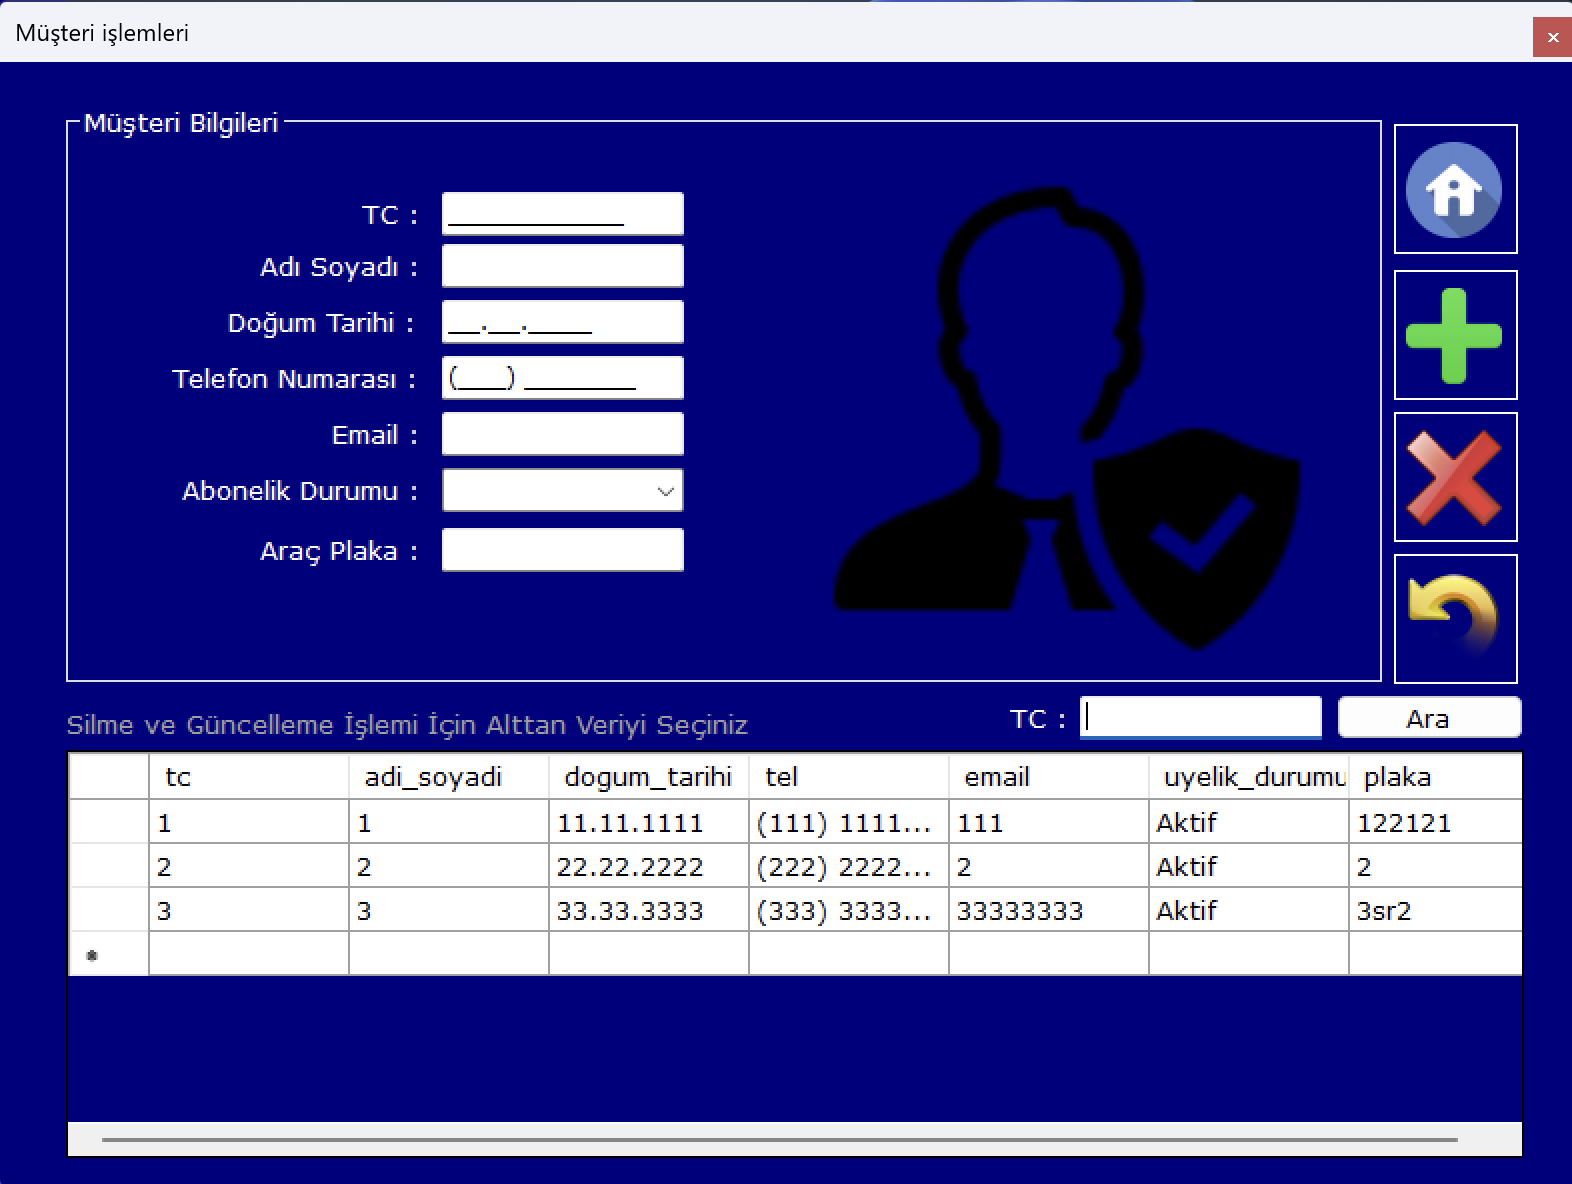 Müşteri işlemleri
Müşteri Bilgileri
TC : ___________
Adı Soyadı :
Doğum Tarihi : __.__.____
Telefon Numarası : (___) _______
Email :
Abonelik Durumu :
Araç Plaka :
Silme ve Güncelleme İşlemi İçin Alttan Veriyi Seçiniz TC : Ara
tc adi_soyadi dogum_tarihi tel email uyelik_durumu plaka
1 1 11.11.1111 (111) 1111... 111 Aktif 122121
2 2 22.22.2222 (222) 2222... 2 Aktif 2
3 3 33.33.3333 (333) 3333... 33333333 Aktif 3sr2